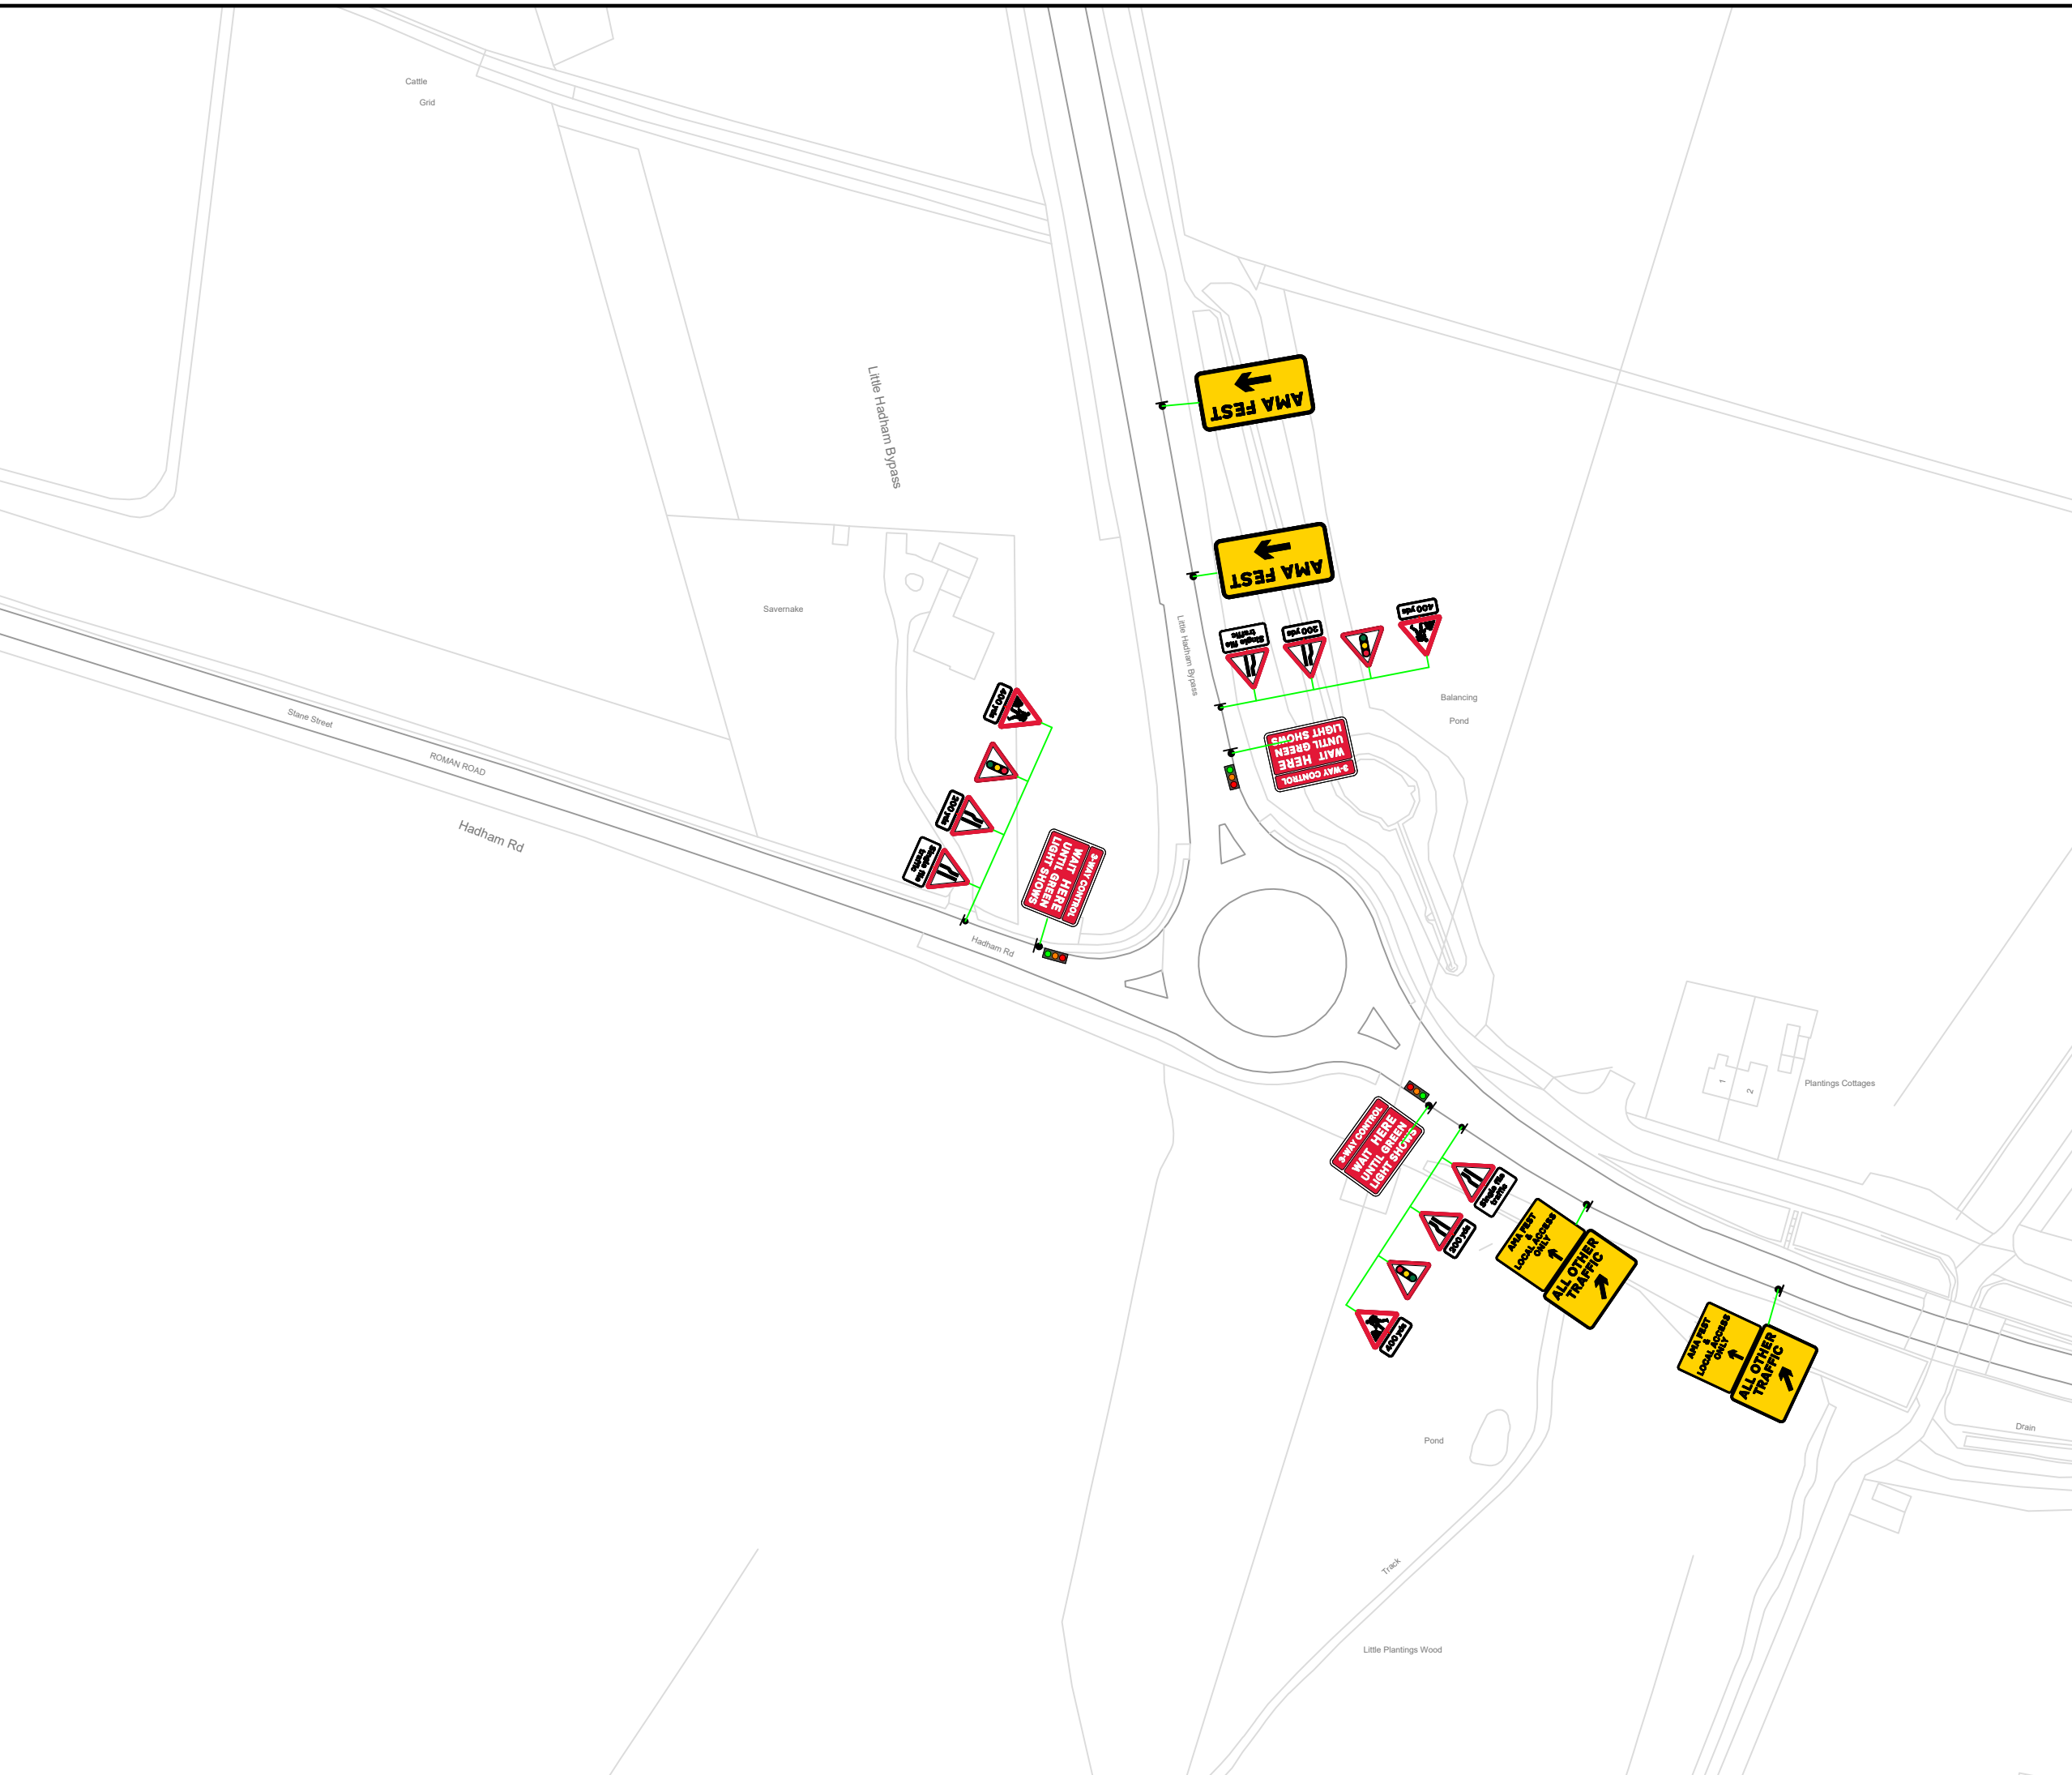 Cattle
Grid
Little Hadham Bypass
AMA FEST
AMA FEST
Single file
traffic
200 yds
400 yds
Little Hadham Bypass
Savernake
Balancing
Pond
3-WAY CONTROL
WAIT HERE
UNTIL GREEN
LIGHT SHOWS
400 yds
200 yds
Single file
traffic
3-WAY CONTROL
WAIT HERE
UNTIL GREEN
LIGHT SHOWS
Stane Street
ROMAN ROAD
Hadham Rd
Hadham Rd
1
2
Plantings Cottages
3-WAY CONTROL
WAIT HERE
UNTIL GREEN
LIGHT SHOWS
Single file
traffic
200 yds
400 yds
AMA FEST
&
LOCAL ACCESS
ONLY
ALL OTHER
TRAFFIC
AMA FEST
&
LOCAL ACCESS
ONLY
ALL OTHER
TRAFFIC
Pond
Drain
Track
Little Plantings Wood